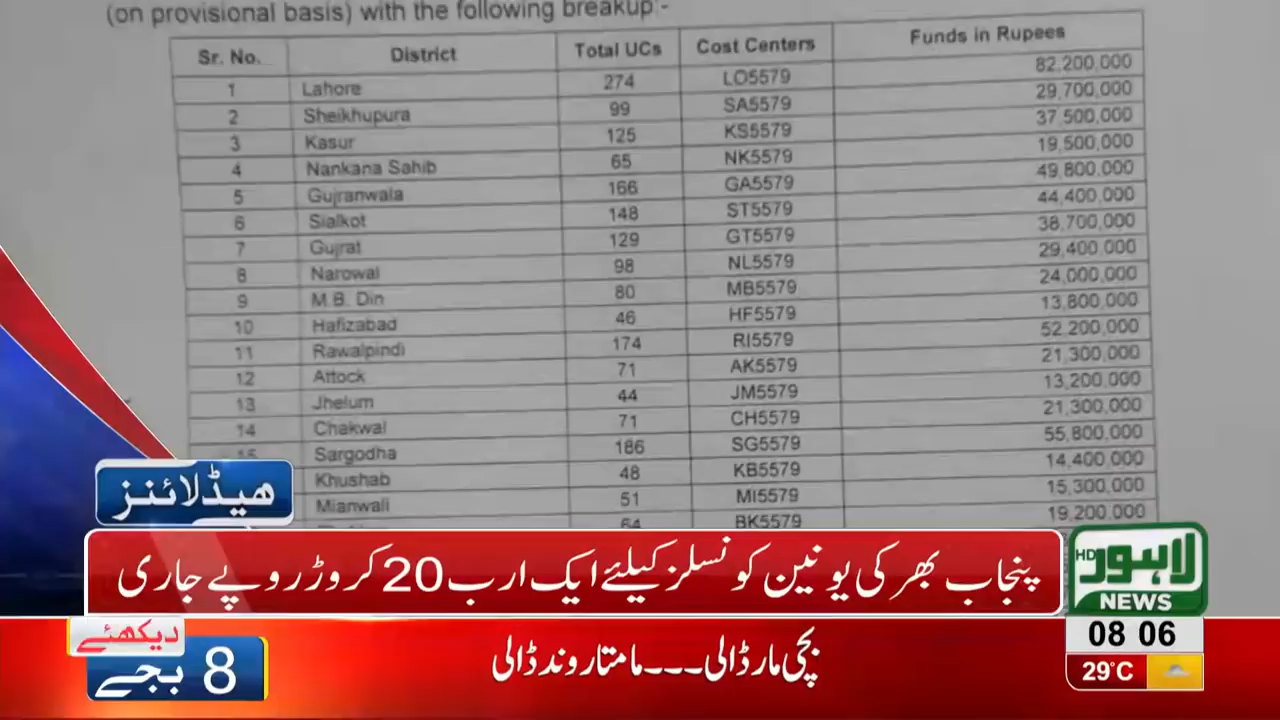 (on provisional basis) with the following breakup:-
Sr. No. District Total UCs Cost Centers Funds in Rupees
1 Lahore 274 LO5579 82,200,000
2 Sheikhupura 99 SA5579 29,700,000
3 Kasur 125 KS5579 37,500,000
4 Nankana Sahib 65 NK5579 19,500,000
5 Gujranwala 166 GA5579 49,800,000
6 Sialkot 148 ST5579 44,400,000
7 Gujrat 129 GT5579 38,700,000
8 Narowal 98 NL5579 29,400,000
9 M.B. Din 80 MB5579 24,000,000
10 Hafizabad 46 HF5579 13,800,000
11 Rawalpindi 174 RI5579 52,200,000
12 Attock 71 AK5579 21,300,000
13 Jhelum 44 JM5579 13,200,000
14 Chakwal 71 CH5579 21,300,000
15 Sargodha 186 SG5579 55,800,000
Khushab 48 KB5579 14,400,000
Mianwali 51 MI5579 15,300,000
64 BK5579 19,200,000
ہیڈلائنز
پنجاب بھر کی یونین کونسلز کیلئے ایک ارب 20 کروڑ روپے جاری
HD لاہور
NEWS
دیکھئے
8 بجے
بچی مار ڈالی ۔۔۔ مامتا روند ڈالی
08 06
29°C